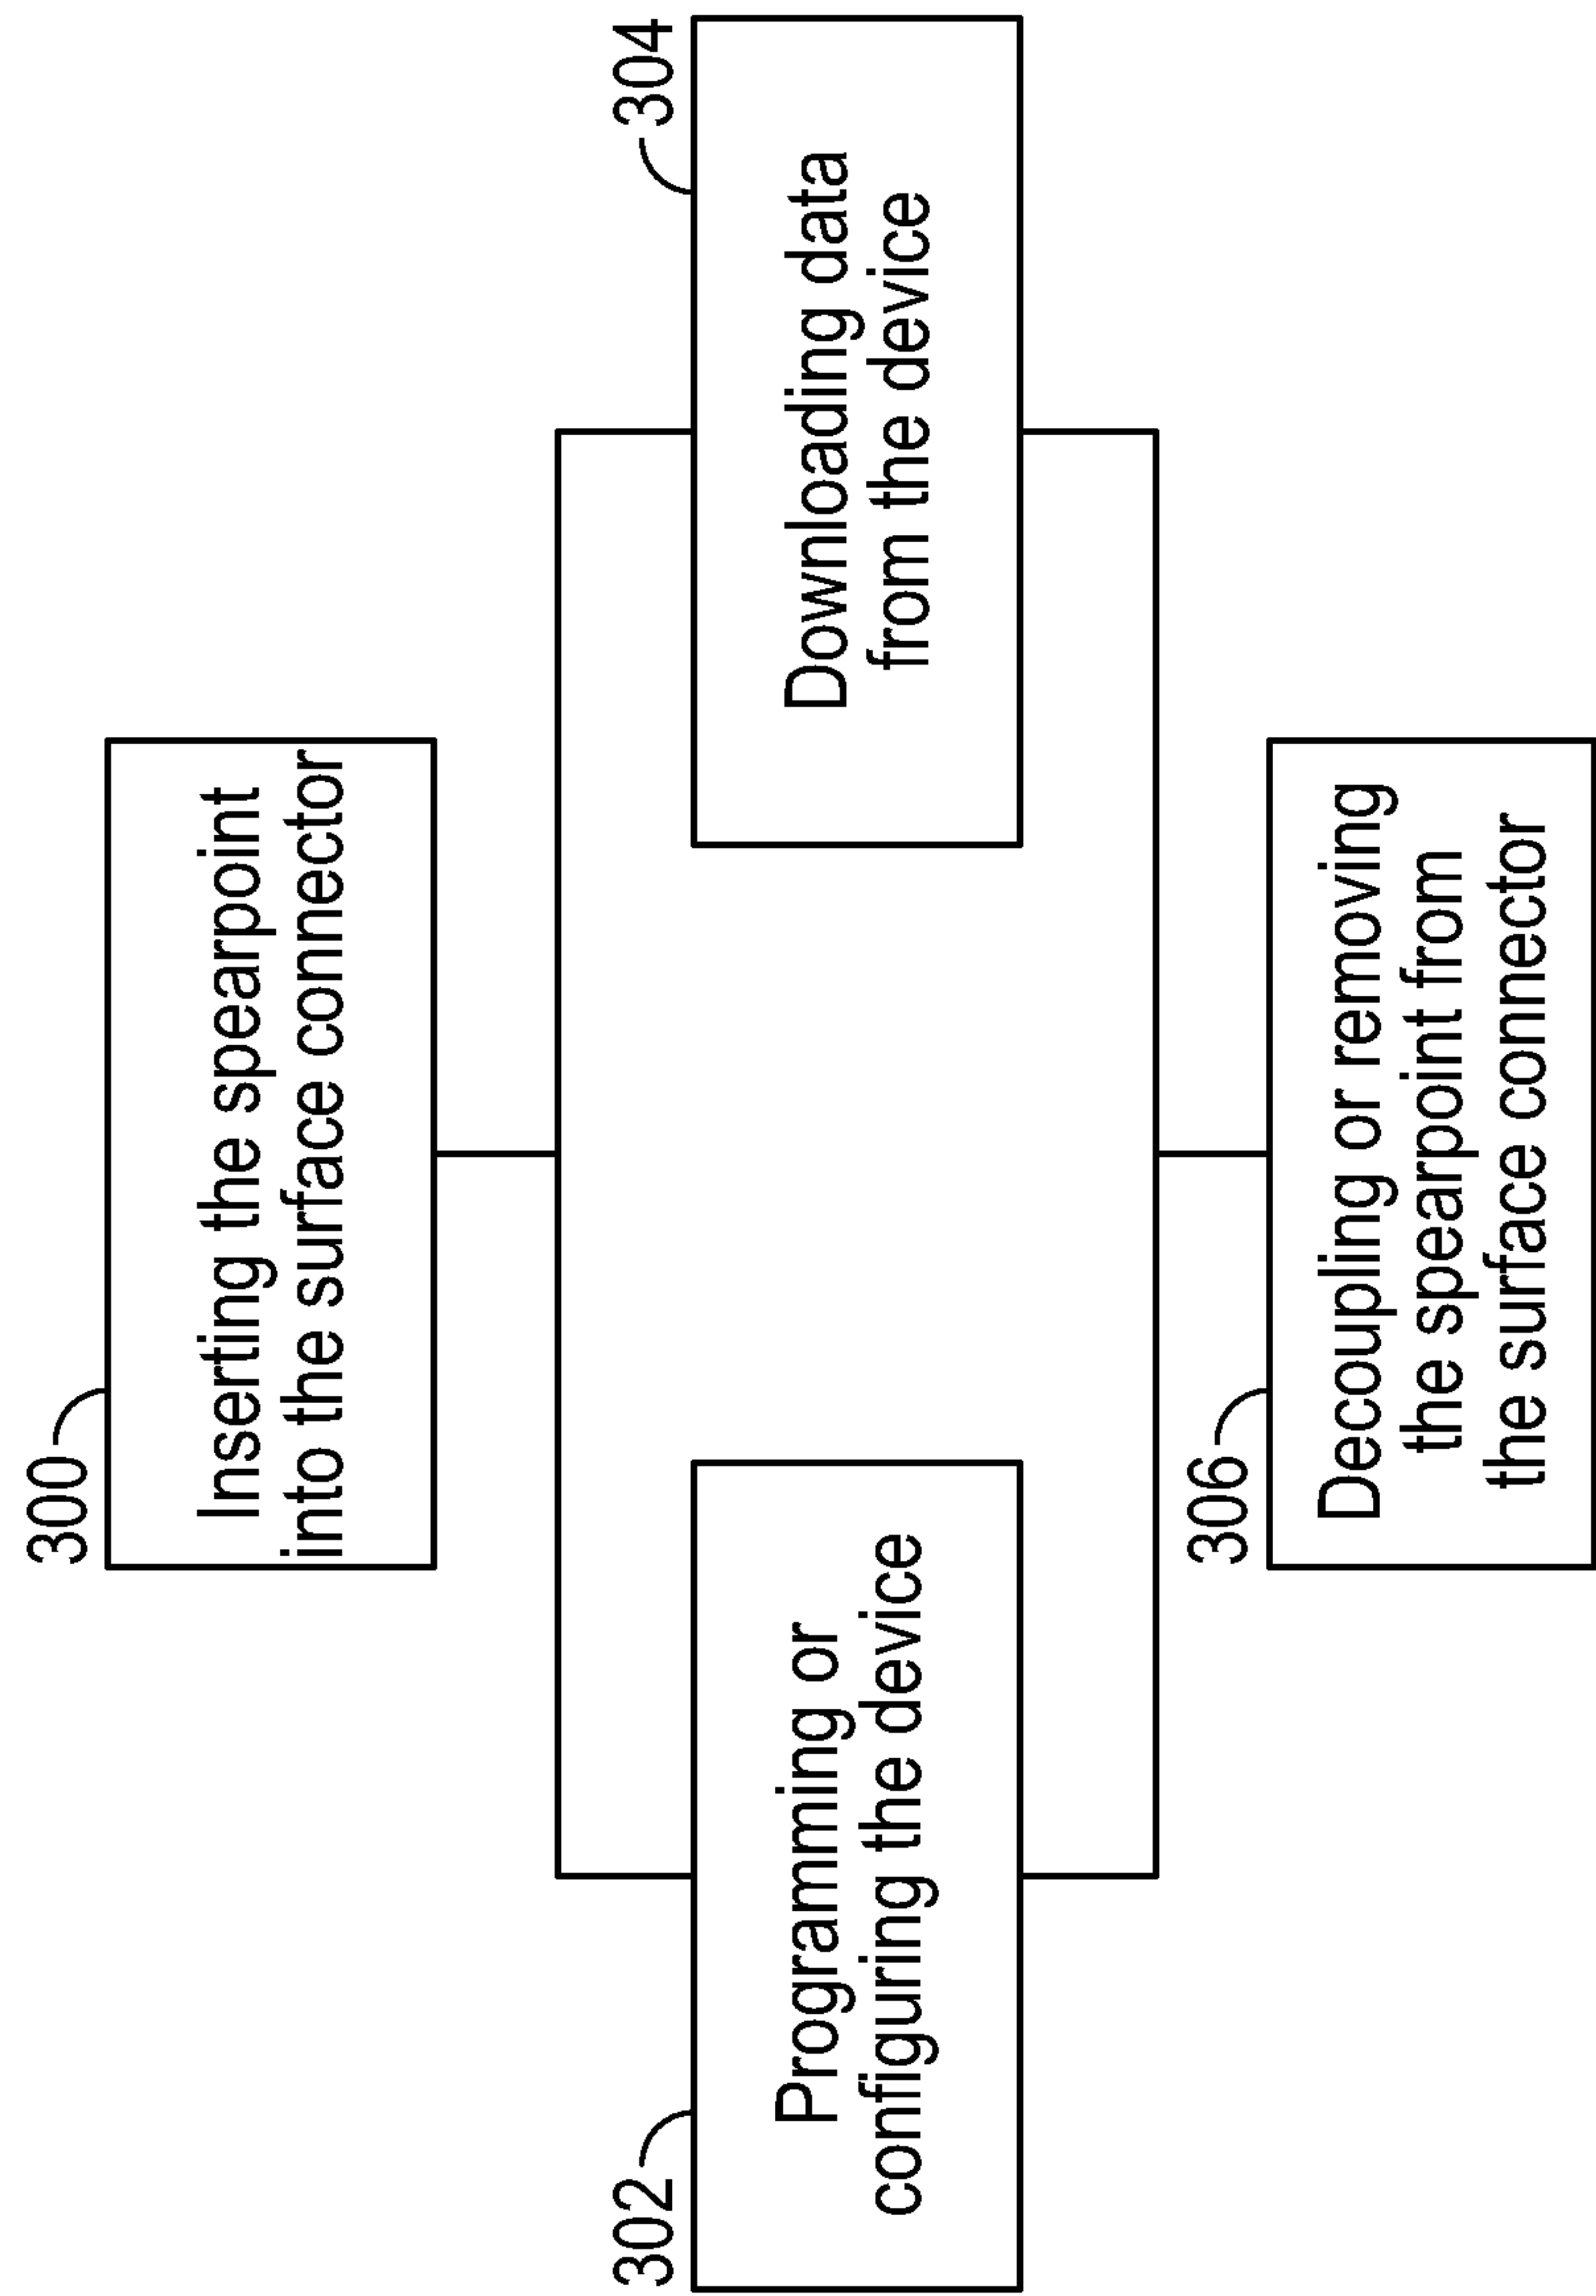 300
Inserting the spearpoint
into the surface connector
302
Programming or
configuring the device
304
Downloading data
from the device
306
Decoupling or removing
the spearpoint from
the surface connector